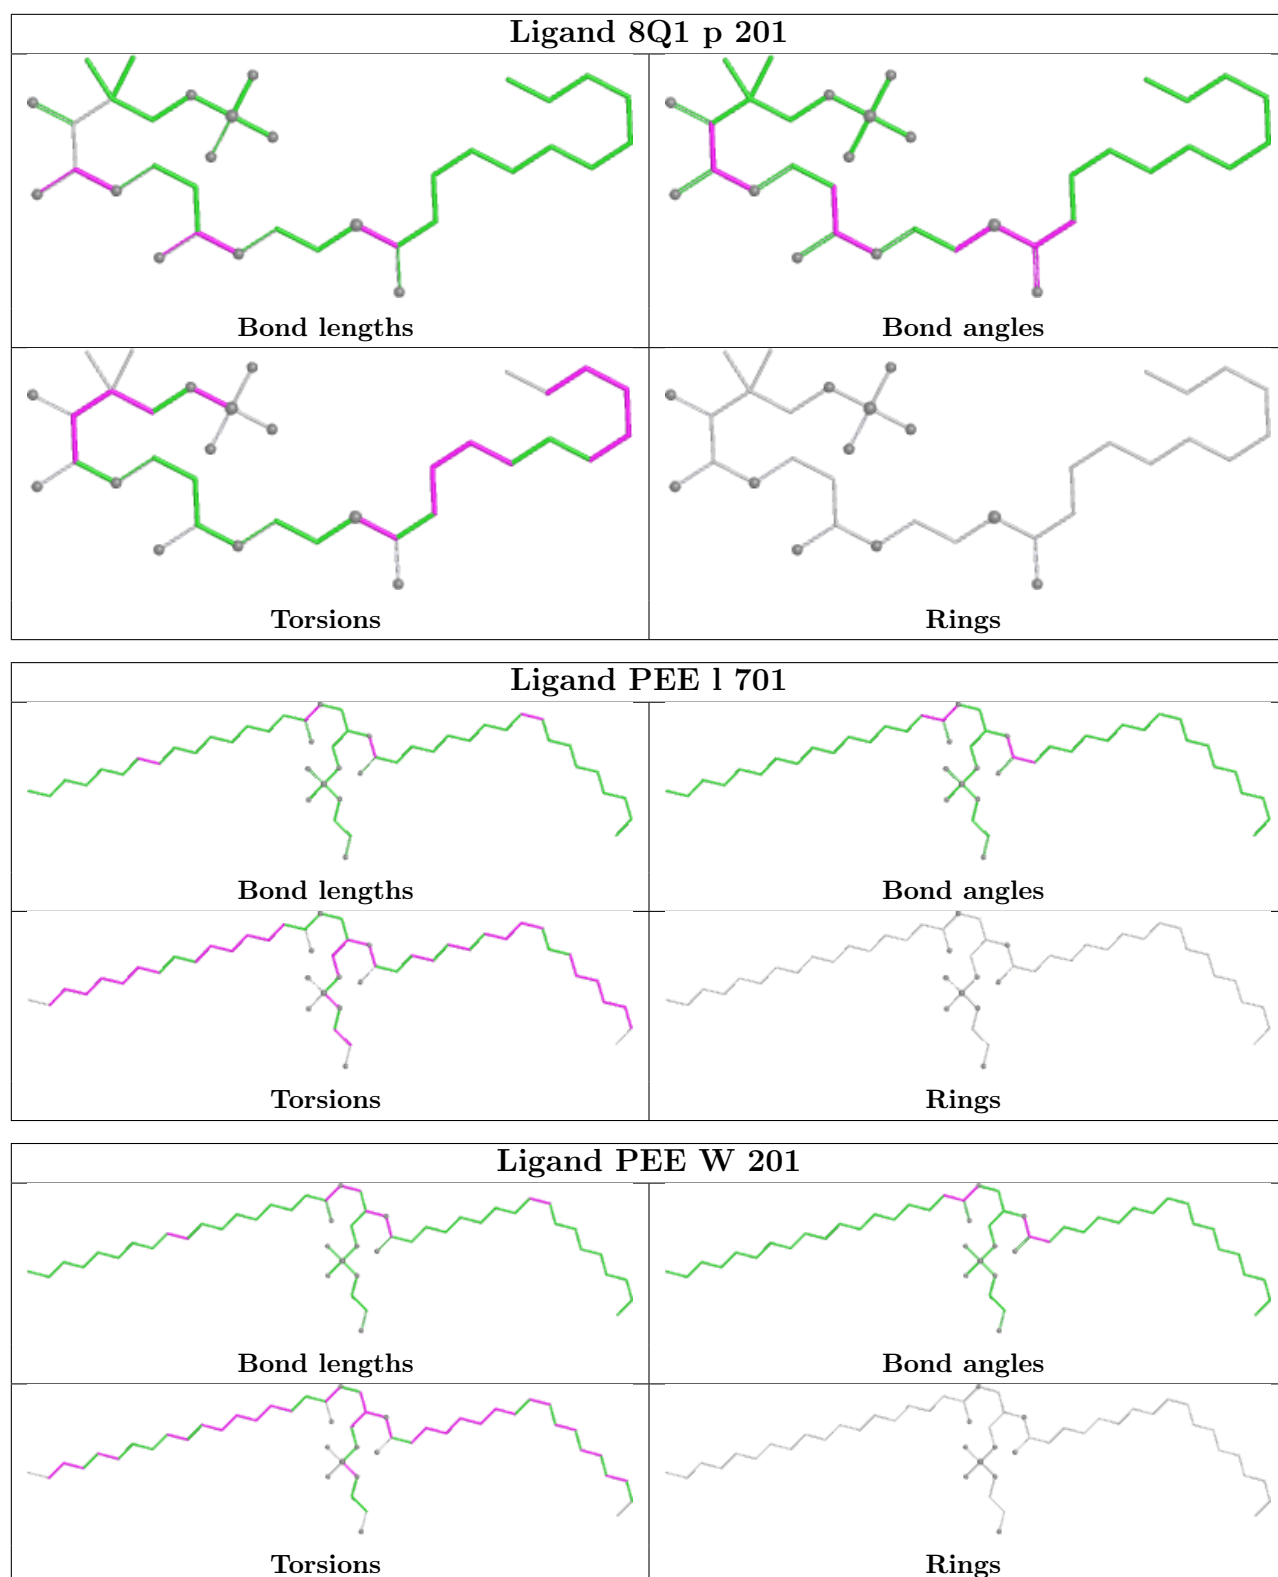 Ligand 8Q1 p 201
Bond lengths
Bond angles
Torsions
Rings
Ligand PEE l 701
Bond lengths
Bond angles
Torsions
Rings
Ligand PEE W 201
Bond lengths
Bond angles
Torsions
Rings